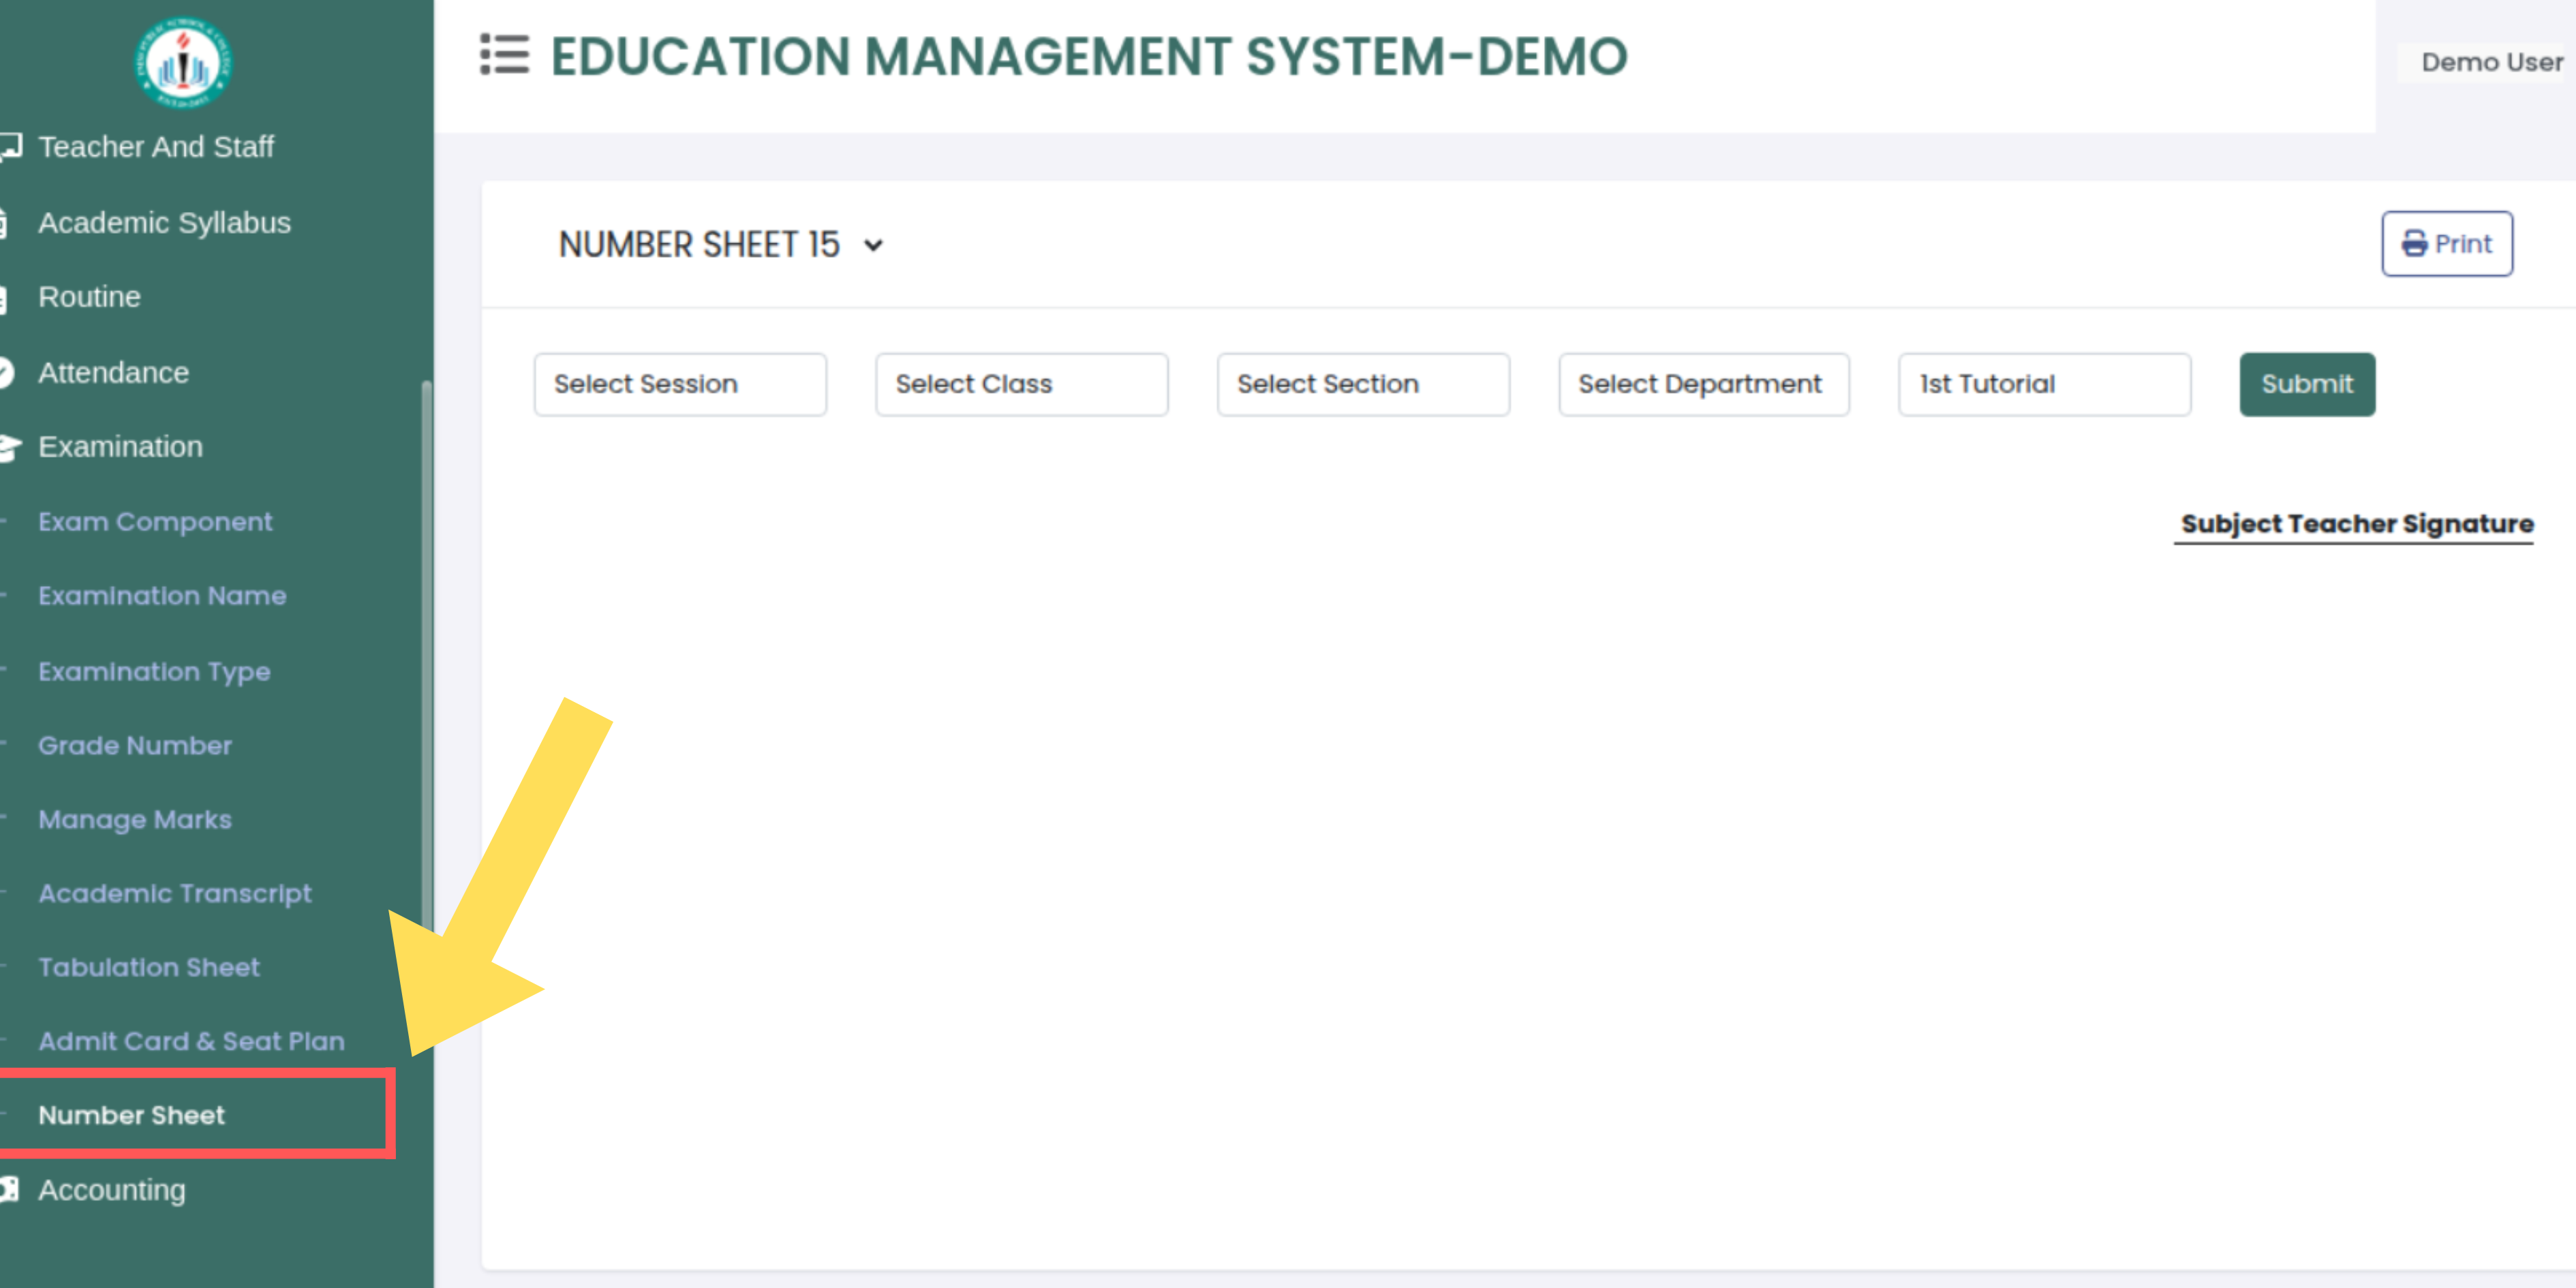 EDUCATION MANAGEMENT SYSTEM-DEMO
Demo User
Teacher And Staff
Academic Syllabus
Routine
Attendance
Examination
Exam Component
Examination Name
Examination Type
Grade Number
Manage Marks
Academic Transcript
Tabulation Sheet
Admit Card & Seat Plan
Number Sheet
Accounting
NUMBER SHEET 15
Print
Select Session
Select Class
Select Section
Select Department
1st Tutorial
Submit
Subject Teacher Signature